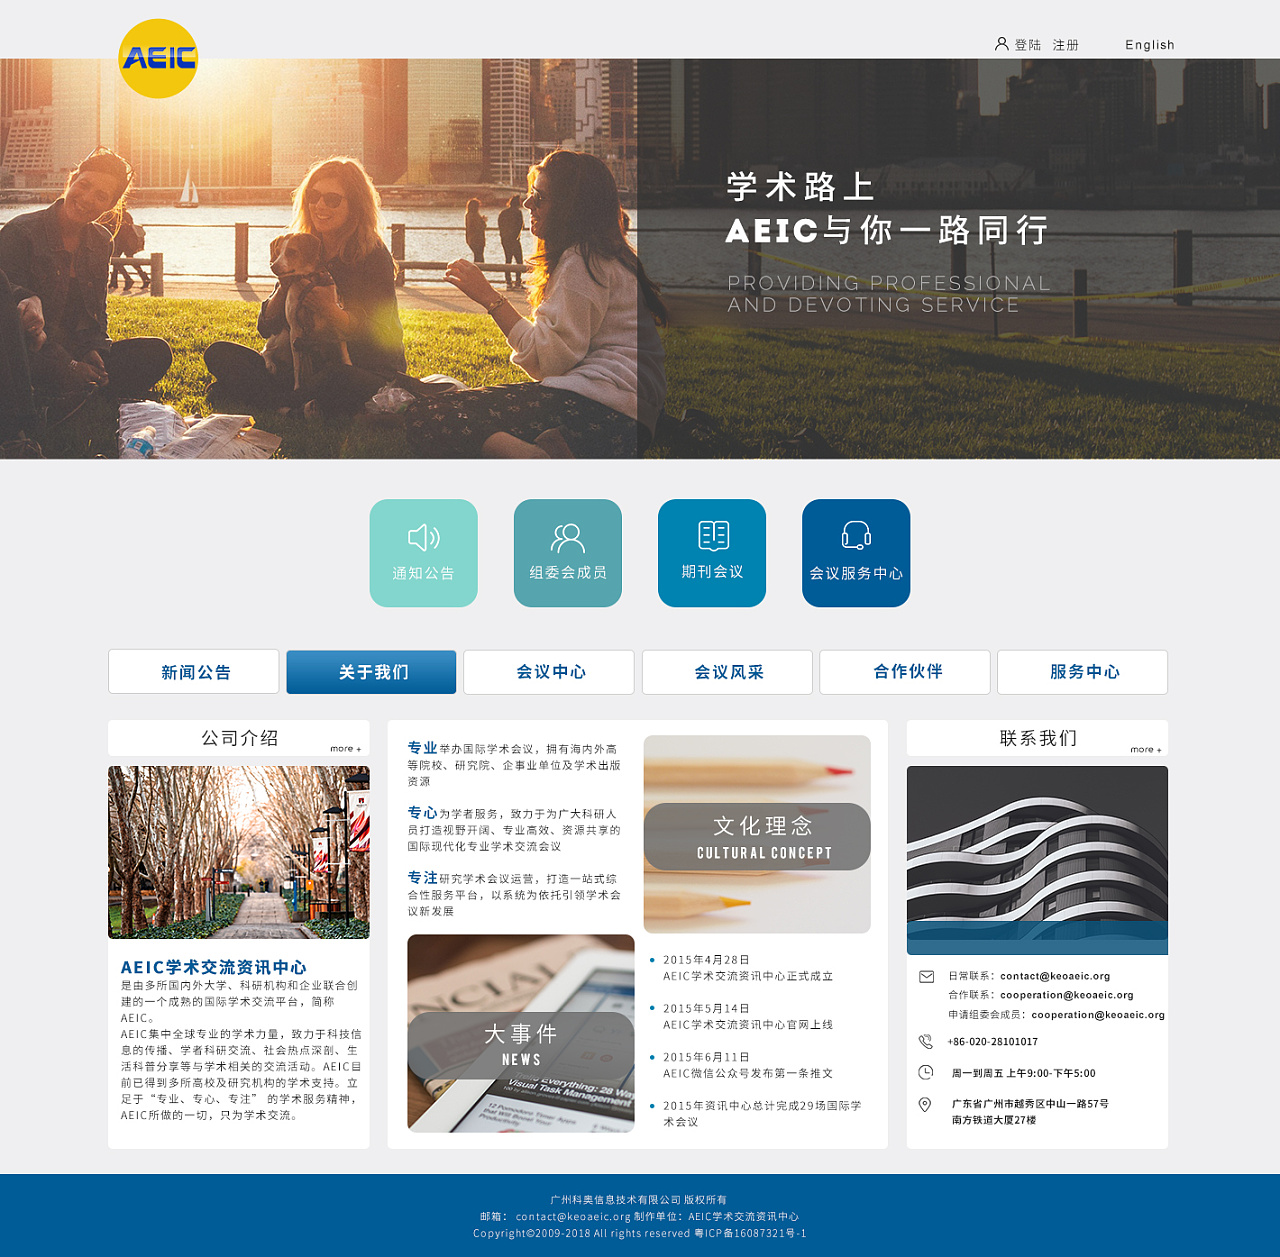 AEIC
登陆 注册 English
学术路上
AEIC与你一路同行
PROVIDING PROFESSIONAL
AND DEVOTING SERVICE
通知公告
组委会成员
期刊会议
会议服务中心
新闻公告
关于我们
会议中心
会议风采
合作伙伴
服务中心
公司介绍
more +
AEIC学术交流资讯中心
是由多所国内外大学、科研机构和企业联合创
建的一个成熟的国际学术交流平台，简称
AEIC。
AEIC集中全球专业的学术力量，致力于科技信
息的传播、学者科研交流、社会热点深剖、生
活科普分享等与学术相关的交流活动。AEIC目
前已得到多所高校及研究机构的学术支持。立
足于“专业、专心、专注” 的学术服务精神，
AEIC所做的一切，只为学术交流。
专业举办国际学术会议，拥有海内外高
等院校、研究院、企事业单位及学术出版
资源
专心为学者服务，致力于为广大科研人
员打造视野开阔、专业高效、资源共享的
国际现代化专业学术交流会议
专注研究学术会议运营，打造一站式综
合性服务平台，以系统为依托引领学术会
议新发展
文化理念
CULTURAL CONCEPT
大事件
NEWS
Visual Task Management
2015年4月28日
AEIC学术交流资讯中心正式成立
2015年5月14日
AEIC学术交流资讯中心官网上线
2015年6月11日
AEIC微信公众号发布第一条推文
2015年资讯中心总计完成29场国际学
术会议
联系我们
more +
日常联系：contact@keoaeic.org
合作联系：cooperation@keoaeic.org
申请组委会成员：cooperation@keoaeic.org
+86-020-28101017
周一到周五 上午9:00-下午5:00
广东省广州市越秀区中山一路57号
南方铁道大厦27楼
广州科奥信息技术有限公司 版权所有
邮箱： contact@keoaeic.org 制作单位：AEIC学术交流资讯中心
Copyright©2009-2018 All rights reserved 粤ICP备16087321号-1